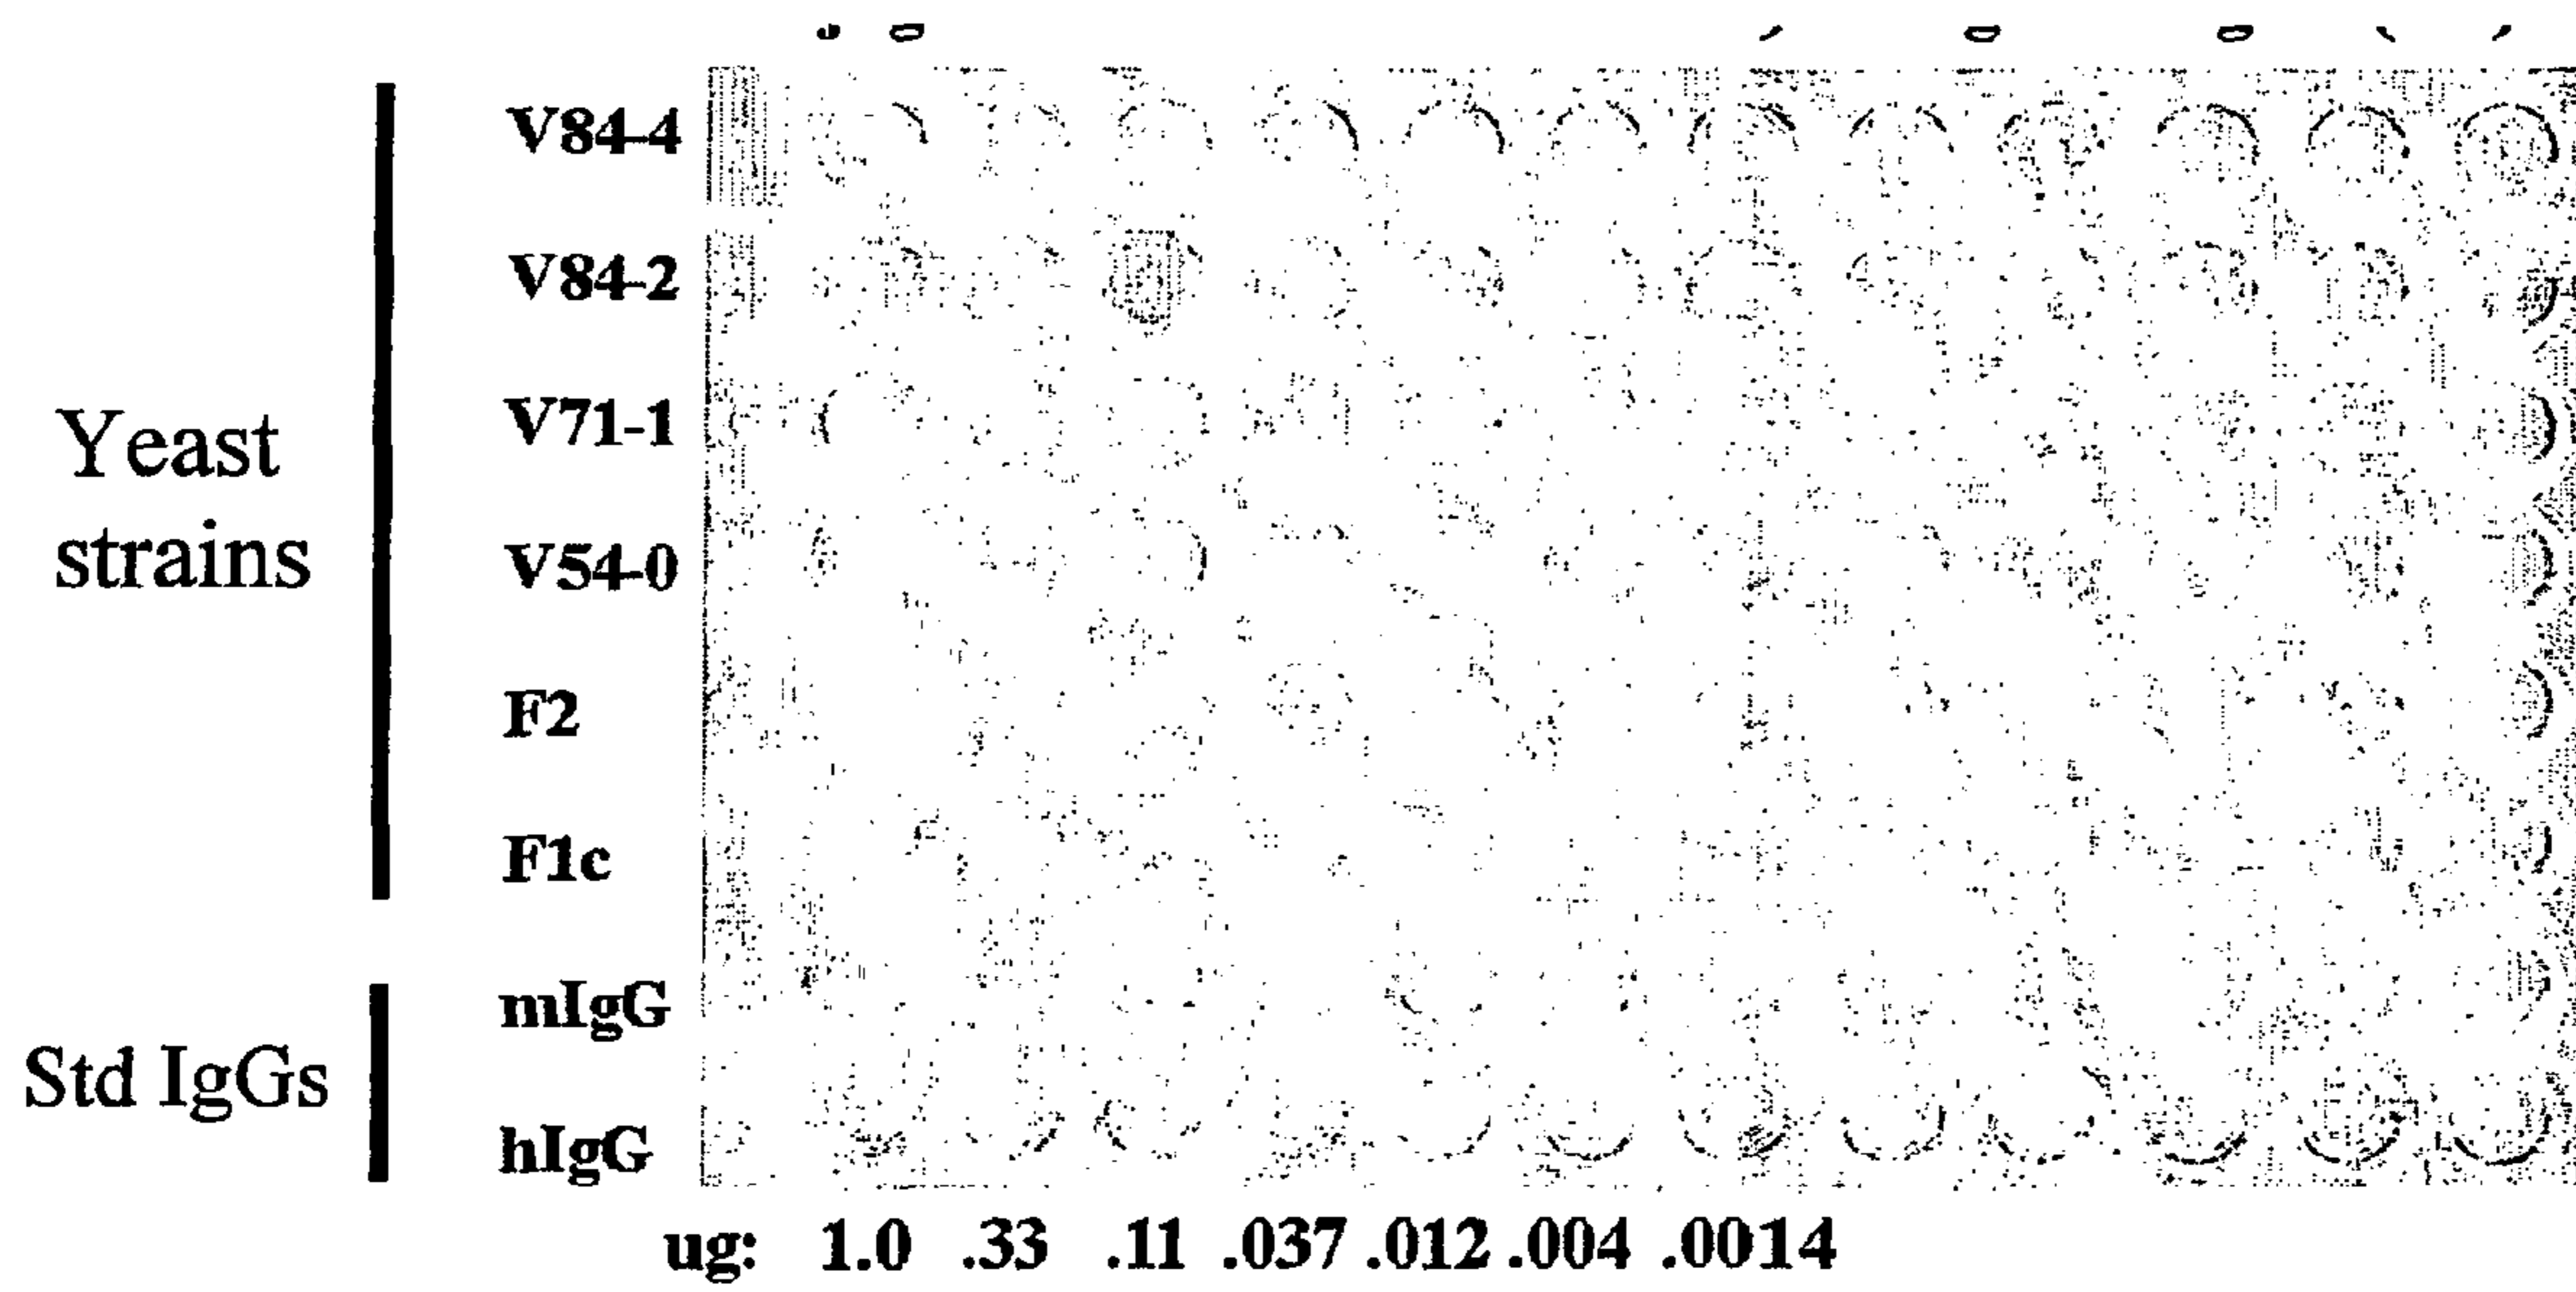 V84-4
V84-2
V71-1
V54-0
F2
F1c
mIgG
hIgG
Yeast
strains
Std IgGs
ug: 1.0 .33 .11 .037 .012 .004 .0014